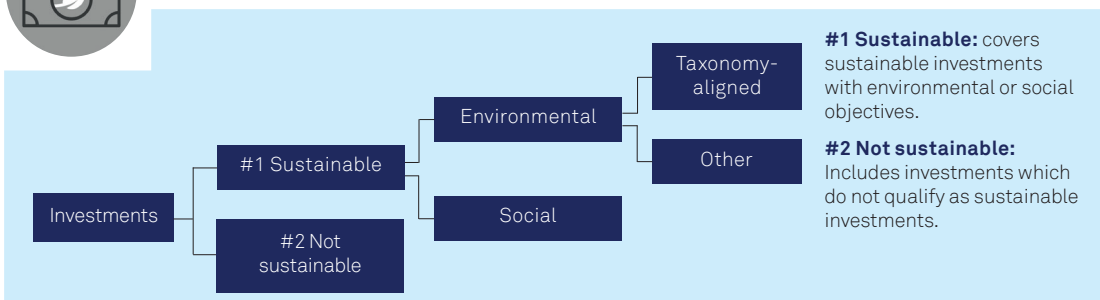 Investments
#1 Sustainable
#2 Not
sustainable
Environmental
Social
Taxonomy-
aligned
Other
#1 Sustainable: covers
sustainable investments
with environmental or social
objectives.
#2 Not sustainable:
Includes investments which
do not qualify as sustainable
investments.